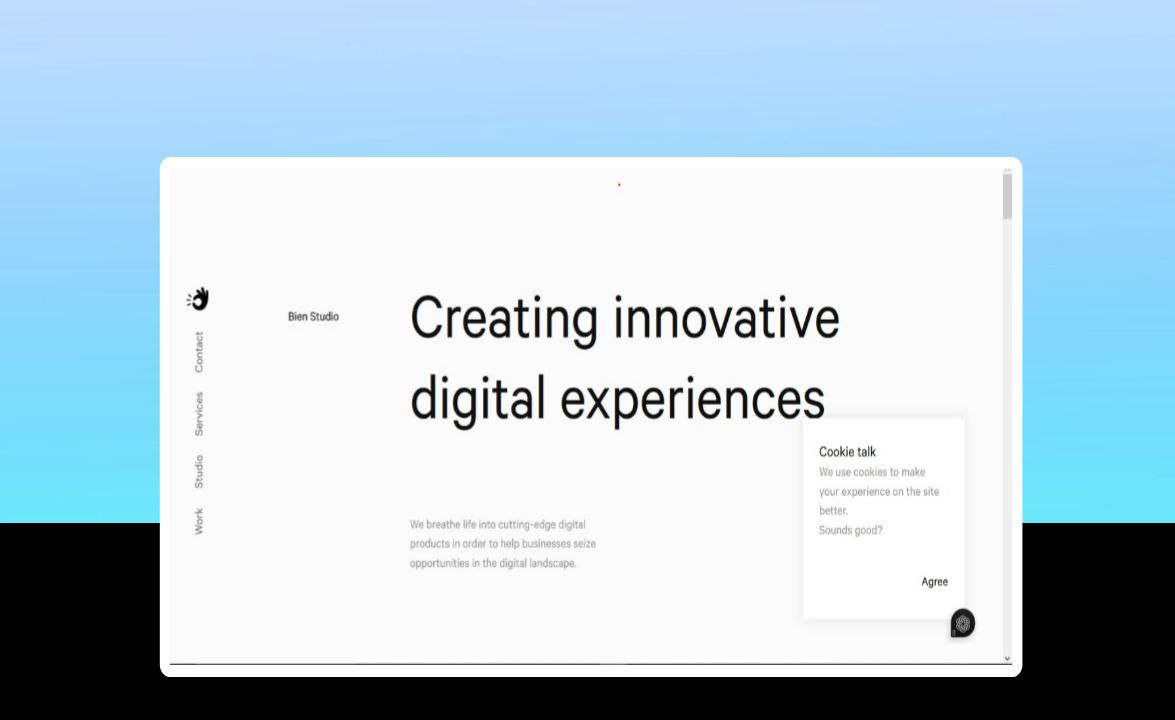 Contact
Services
Studio
Work
Bien Studio
Creating innovative
digital experiences
We breathe life into cutting-edge digital
products in order to help businesses seize
opportunities in the digital landscape.
Cookie talk
We use cookies to make
your experience on the site
better.
Sounds good?
Agree